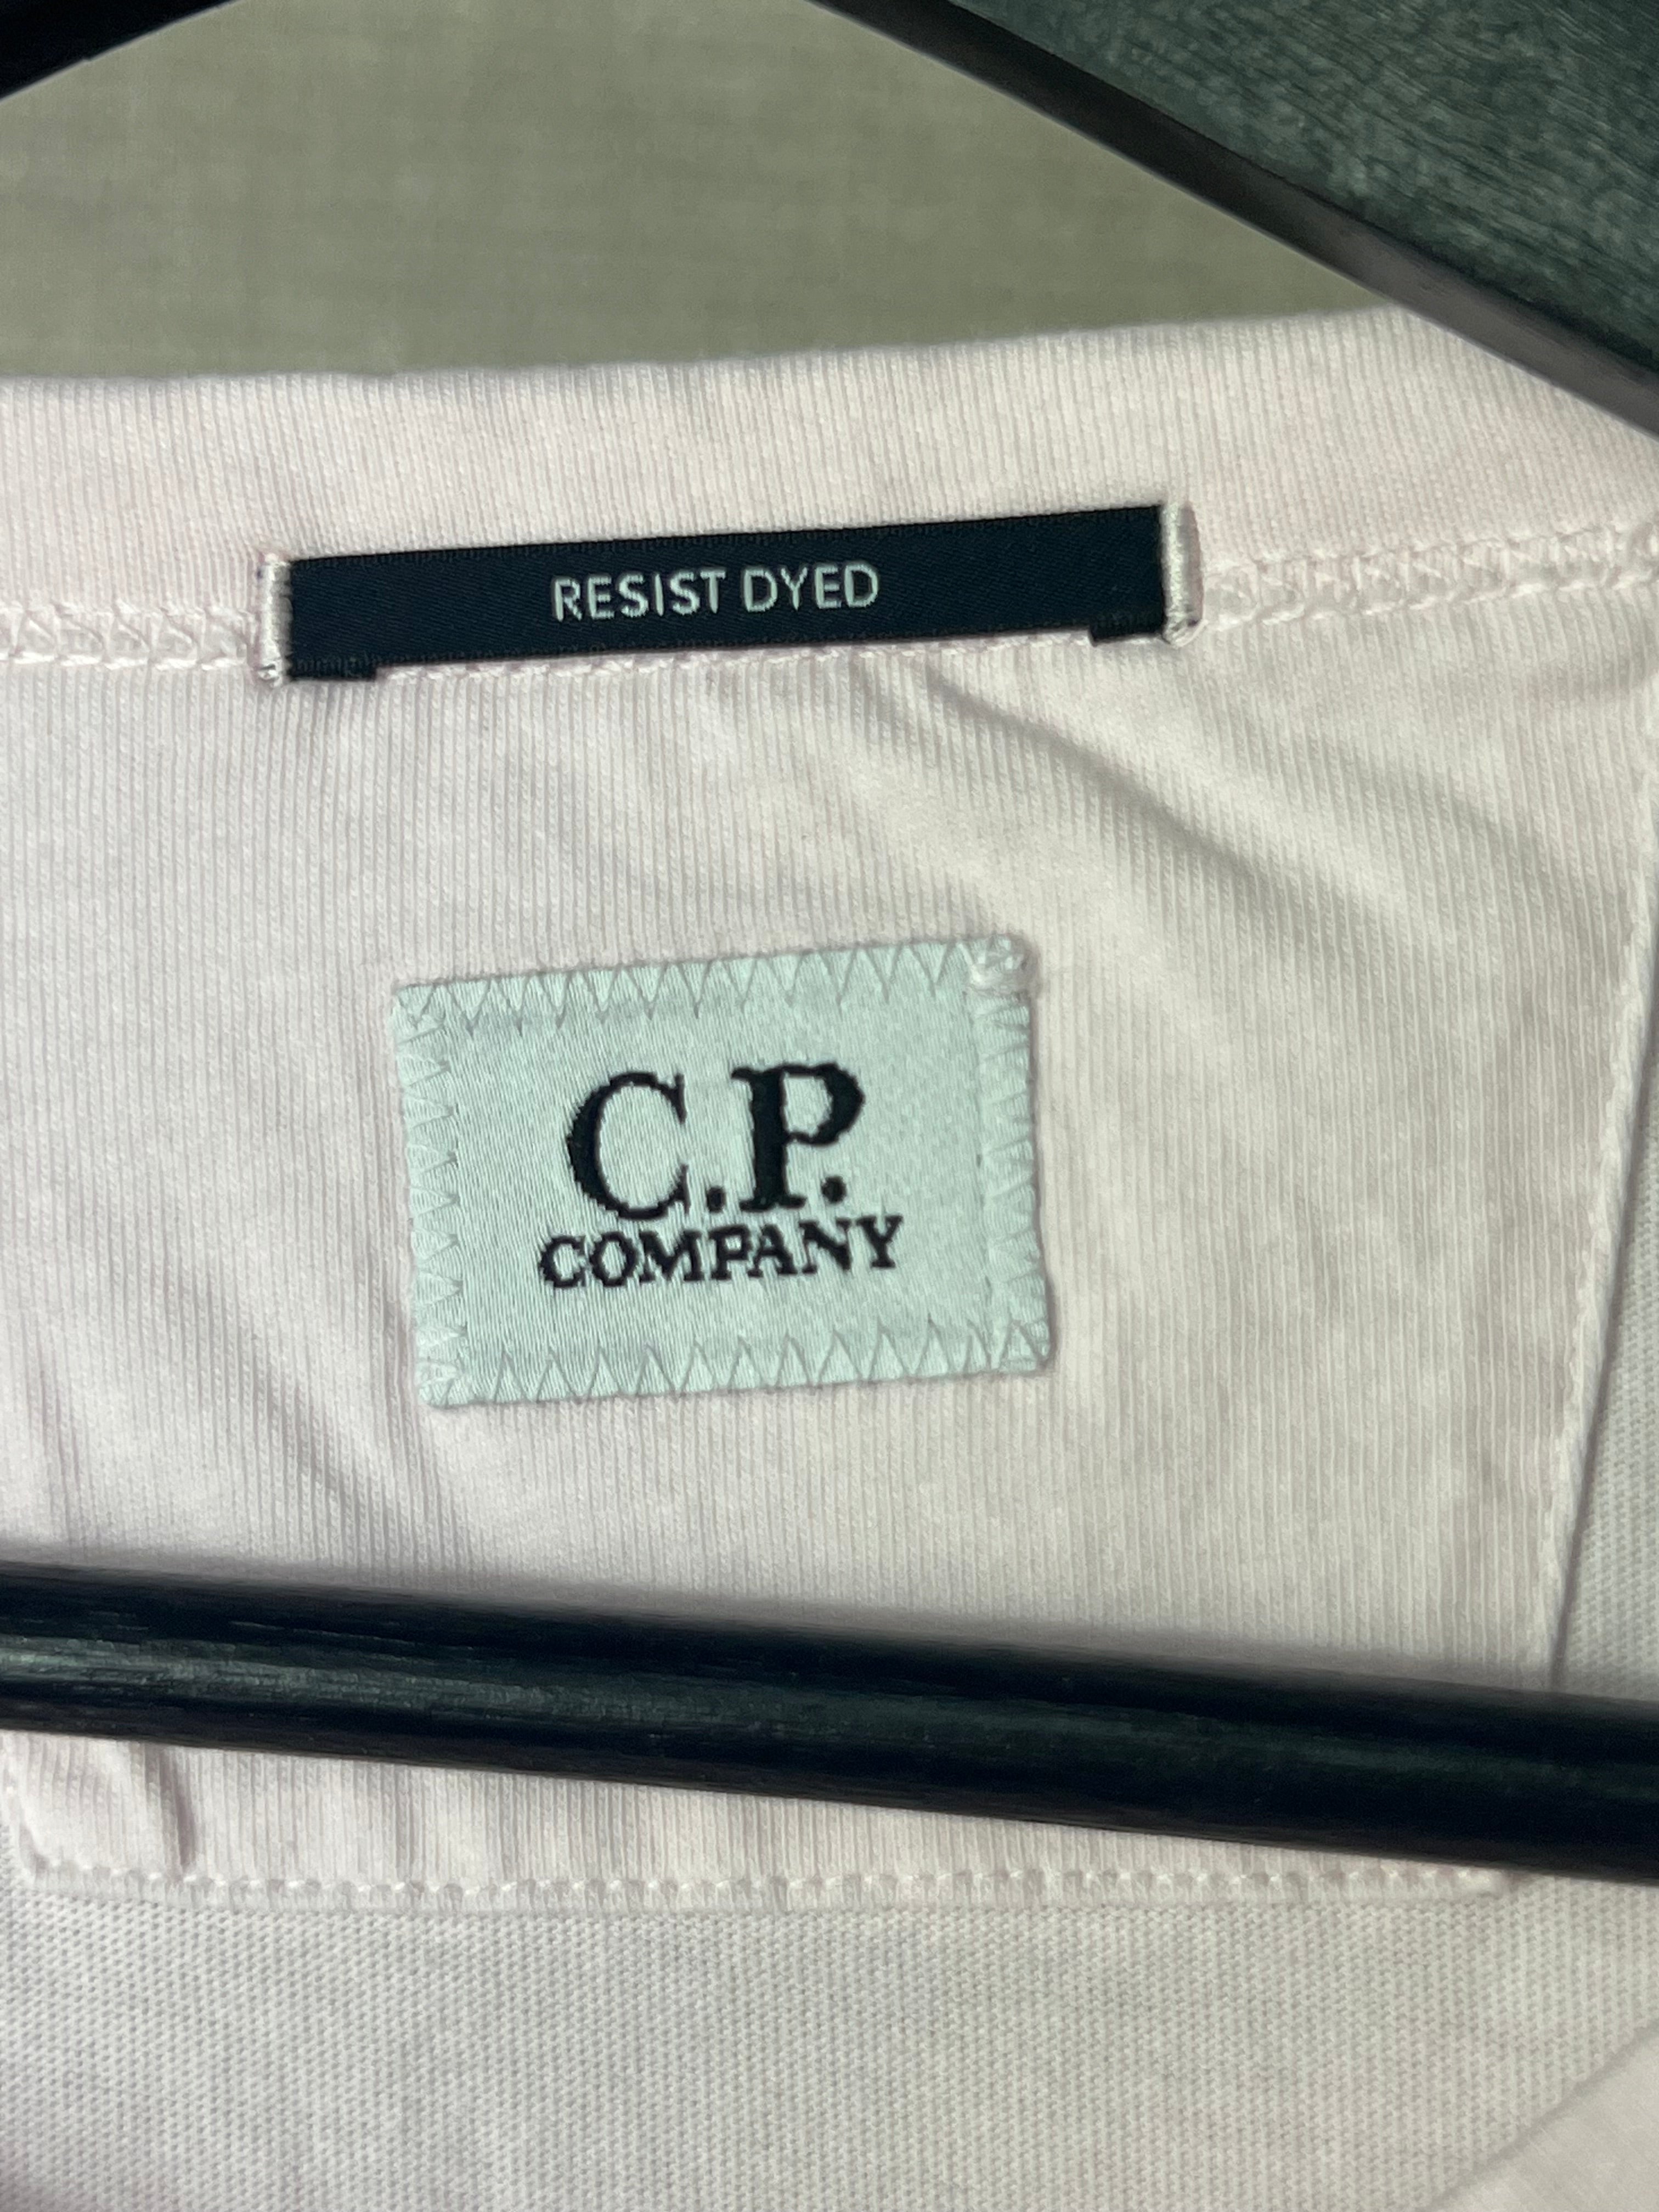 RESIST DYED
C.P.
COMPANY